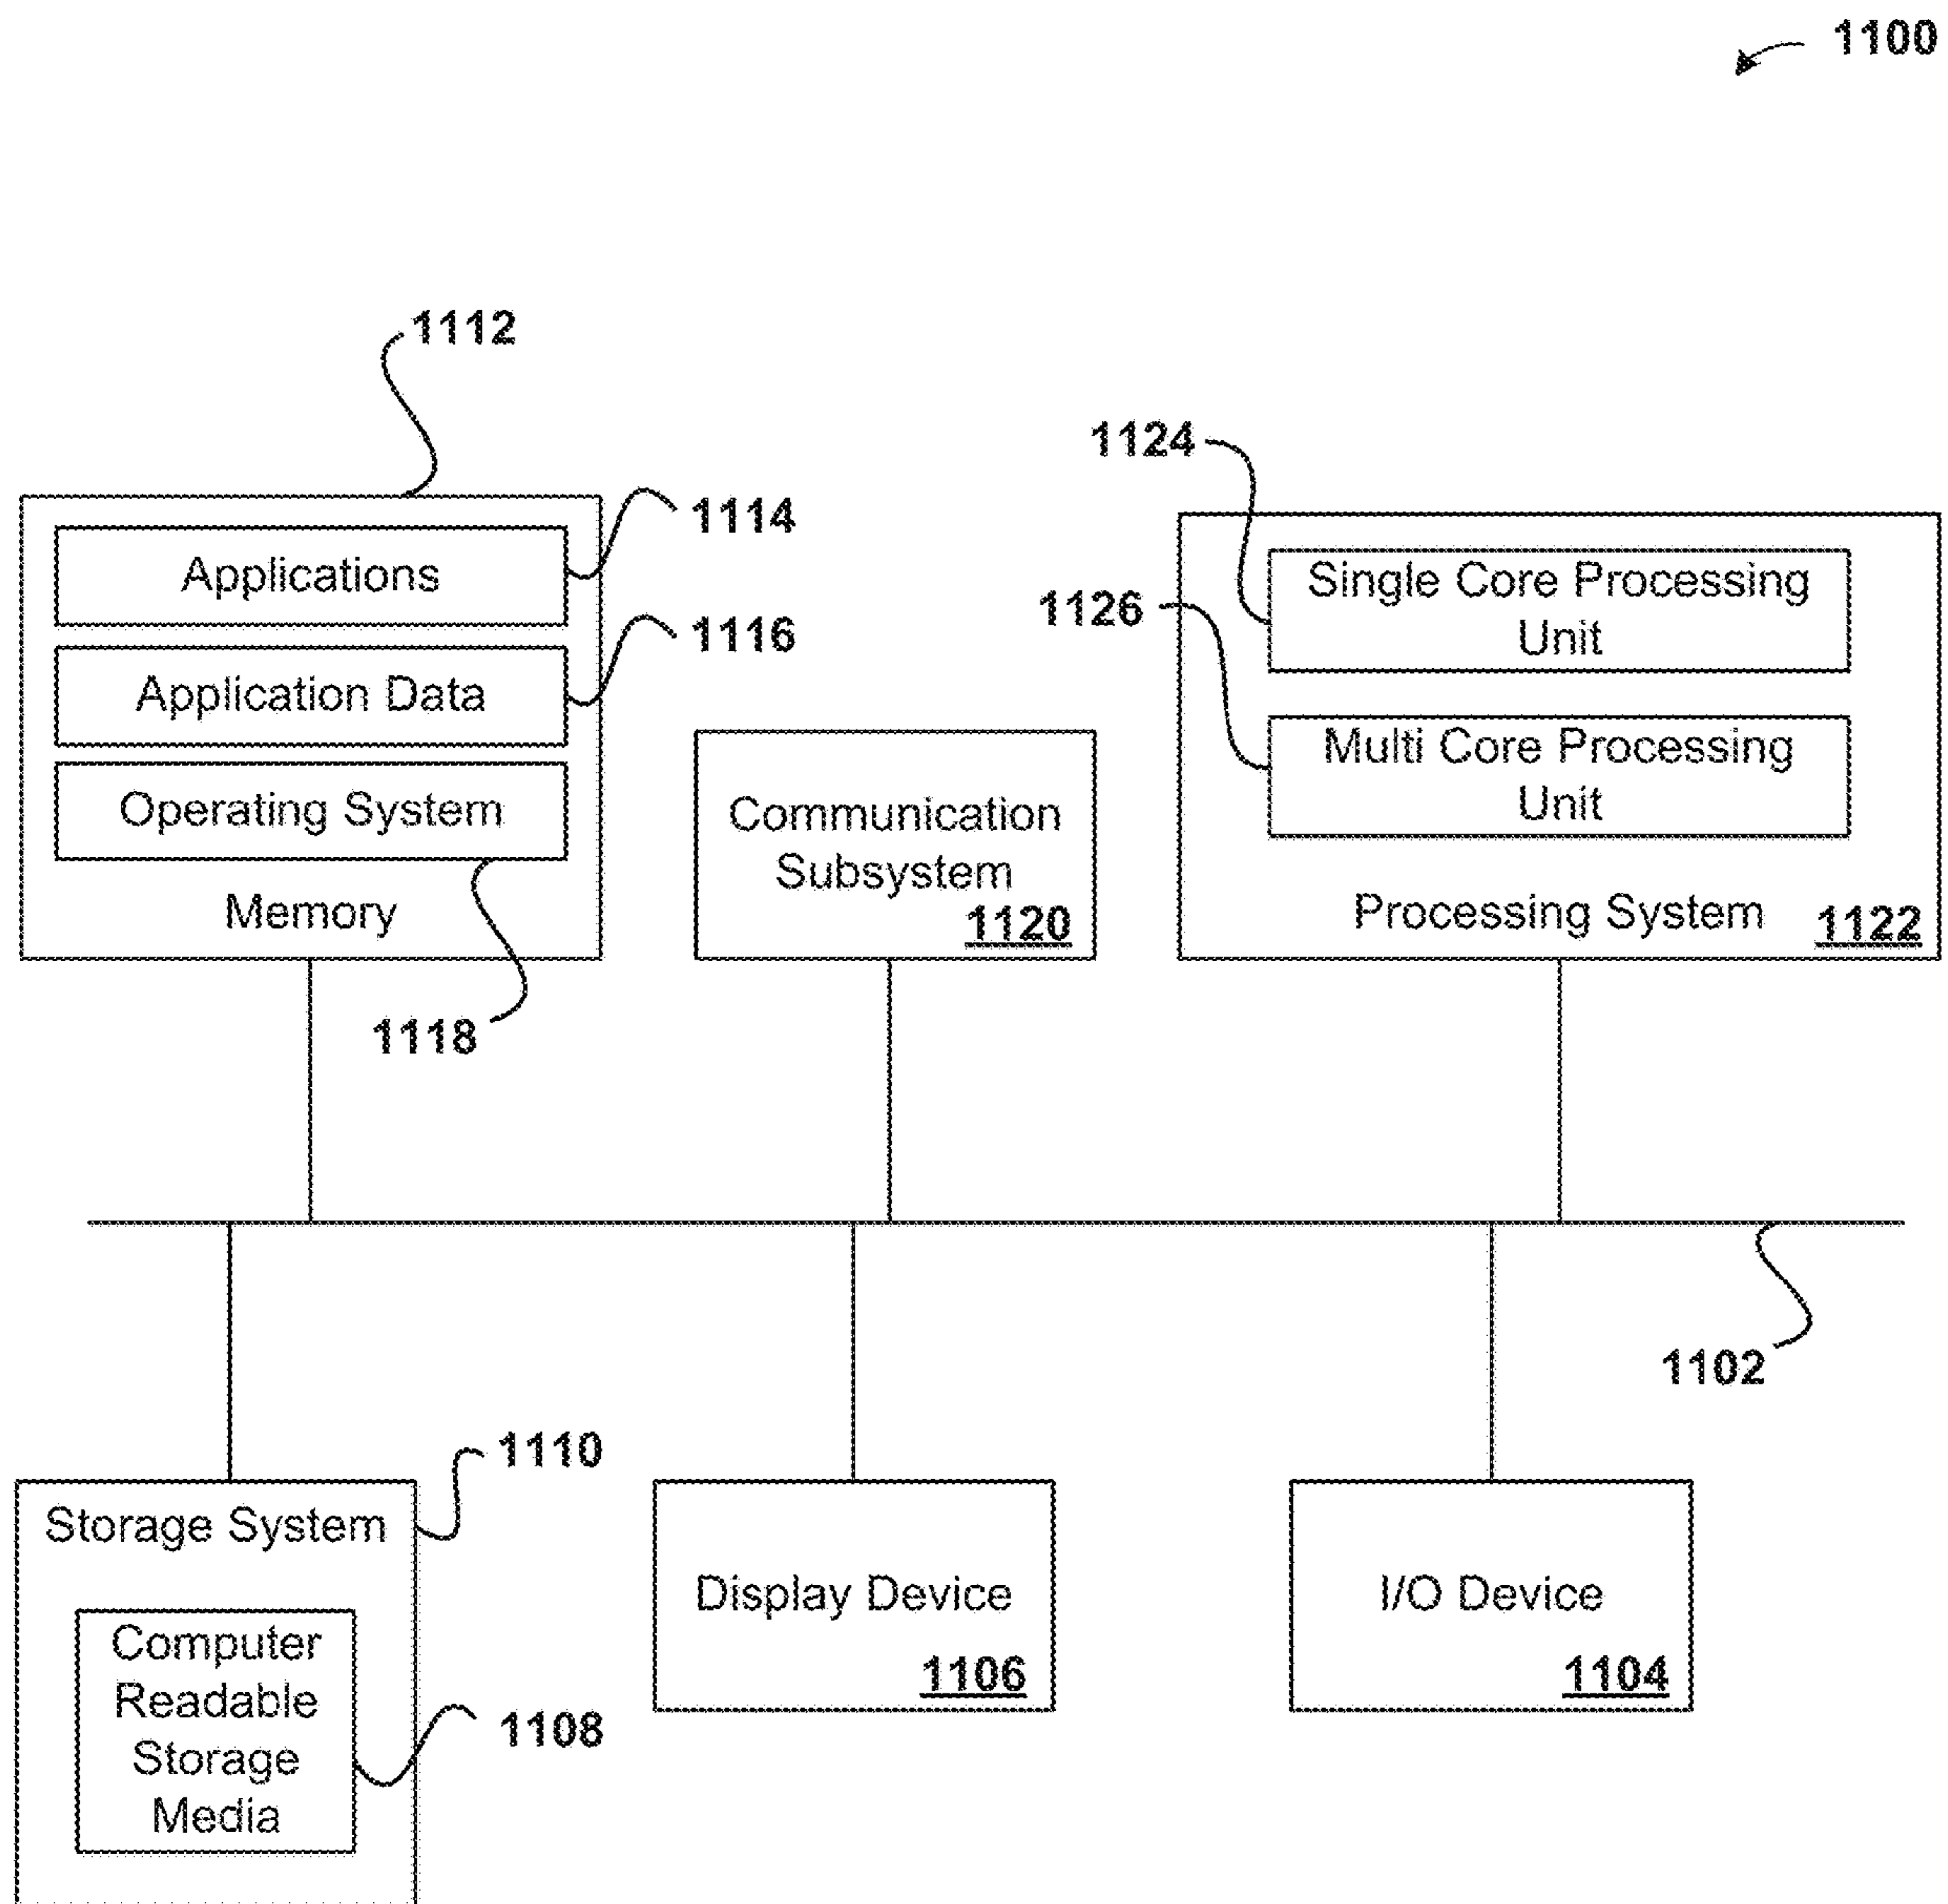 1100
1112
1124
1114
Applications
Single Core Processing
Unit
1126
1116
Application Data
Multi Core Processing
Unit
Operating System
Communication
Subsystem
1120
Memory
Processing System
1122
1118
1102
1110
Storage System
Display Device
1106
I/O Device
1104
Computer
Readable
Storage
Media
1108